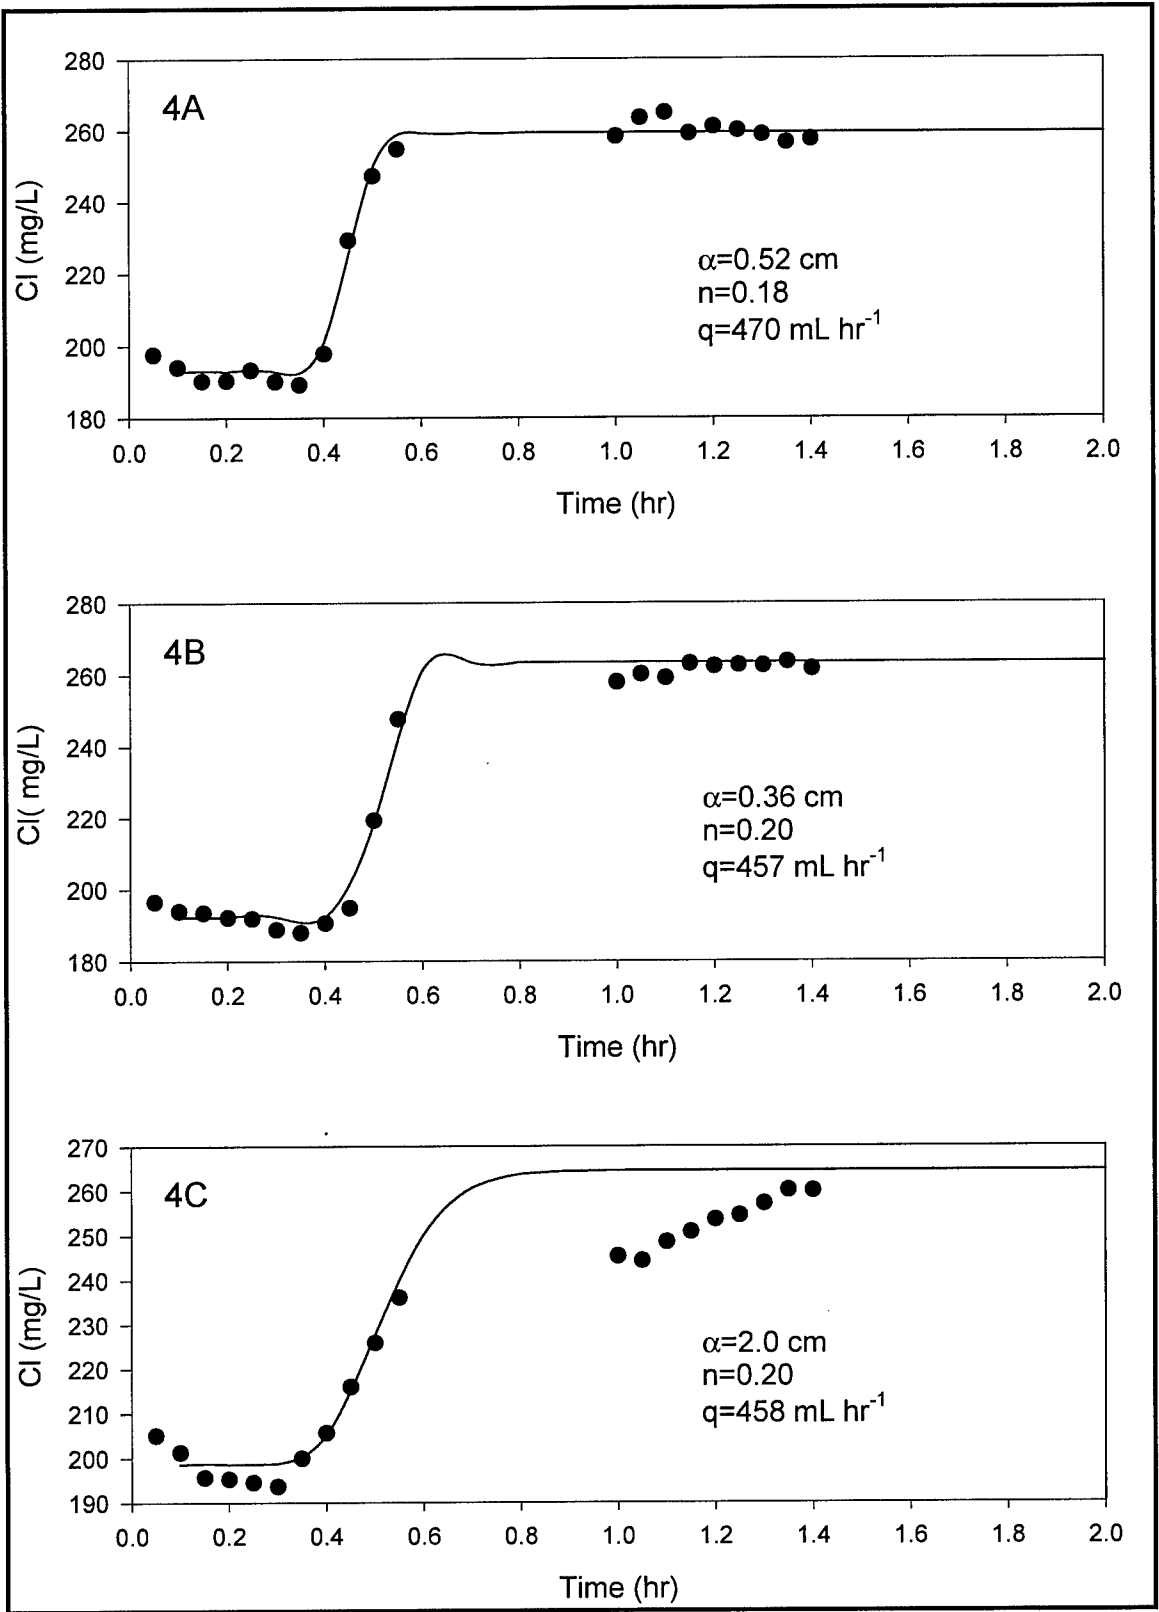 280
4A
260
240
220
200
180
Cl (mg/L)
α=0.52 cm
n=0.18
q=470 mL hr⁻¹
0.0 0.2 0.4 0.6 0.8 1.0 1.2 1.4 1.6 1.8 2.0
Time (hr)
280
4B
260
240
220
200
180
Cl( mg/L)
α=0.36 cm
n=0.20
q=457 mL hr⁻¹
0.0 0.2 0.4 0.6 0.8 1.0 1.2 1.4 1.6 1.8 2.0
Time (hr)
270
4C
260
250
240
230
220
210
200
190
Cl (mg/L)
α=2.0 cm
n=0.20
q=458 mL hr⁻¹
0.0 0.2 0.4 0.6 0.8 1.0 1.2 1.4 1.6 1.8 2.0
Time (hr)